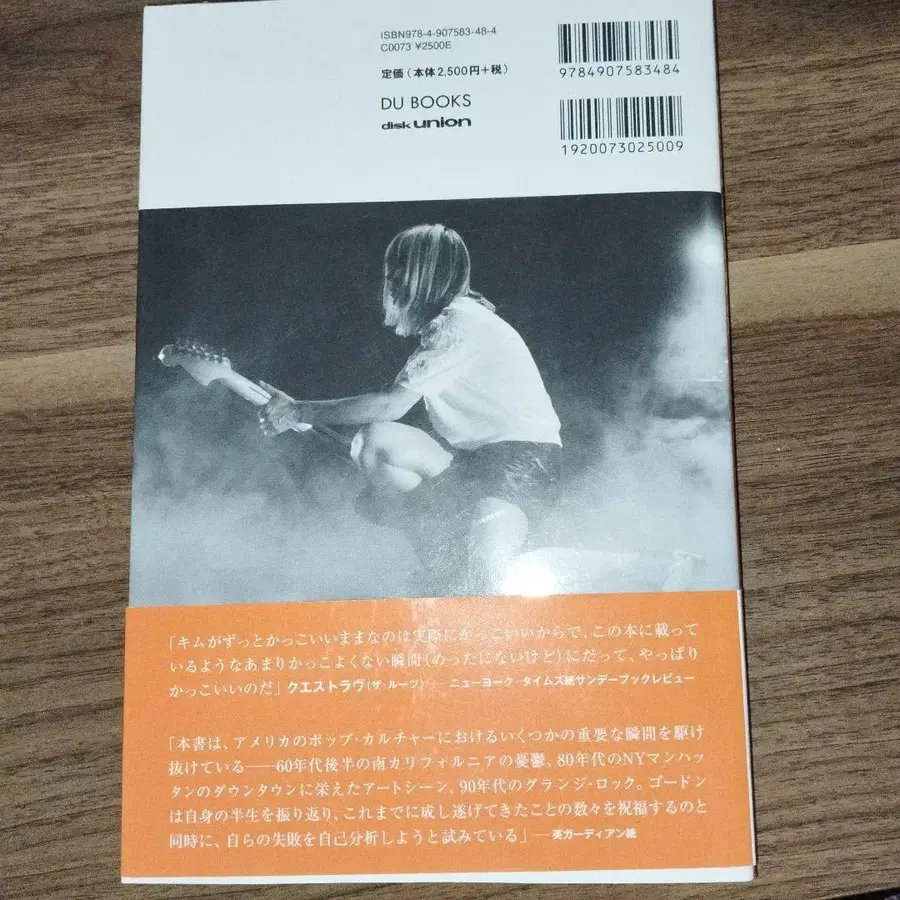 ISBN978-4-907583-48-4
C0073 ¥2500E
定価（本体2,500円＋税）
DU BOOKS
disk union
9784907583484
1920073025009
「キムがずっとかっこいいままなのは実際にかっこいいからで、この本に載って
いるようなあまりかっこよくない瞬間（めったにないけど）にだって、やっぱり
かっこいいのだ」クエストラヴ（ザ・ルーツ）── ニューヨーク・タイムズ紙サンデーブックレビュー
「本書は、アメリカのポップ・カルチャーにおけるいくつかの重要な瞬間を駆け
抜けている──60年代後半の南カリフォルニアの憂鬱、80年代のNYマンハッ
タンのダウンタウンに栄えたアートシーン、90年代のグランジ・ロック。ゴードン
は自身の半生を振り返り、これまでに成し遂げてきたことの数々を祝福するのと
同時に、自らの失敗を自己分析しようと試みている」──英ガーディアン紙